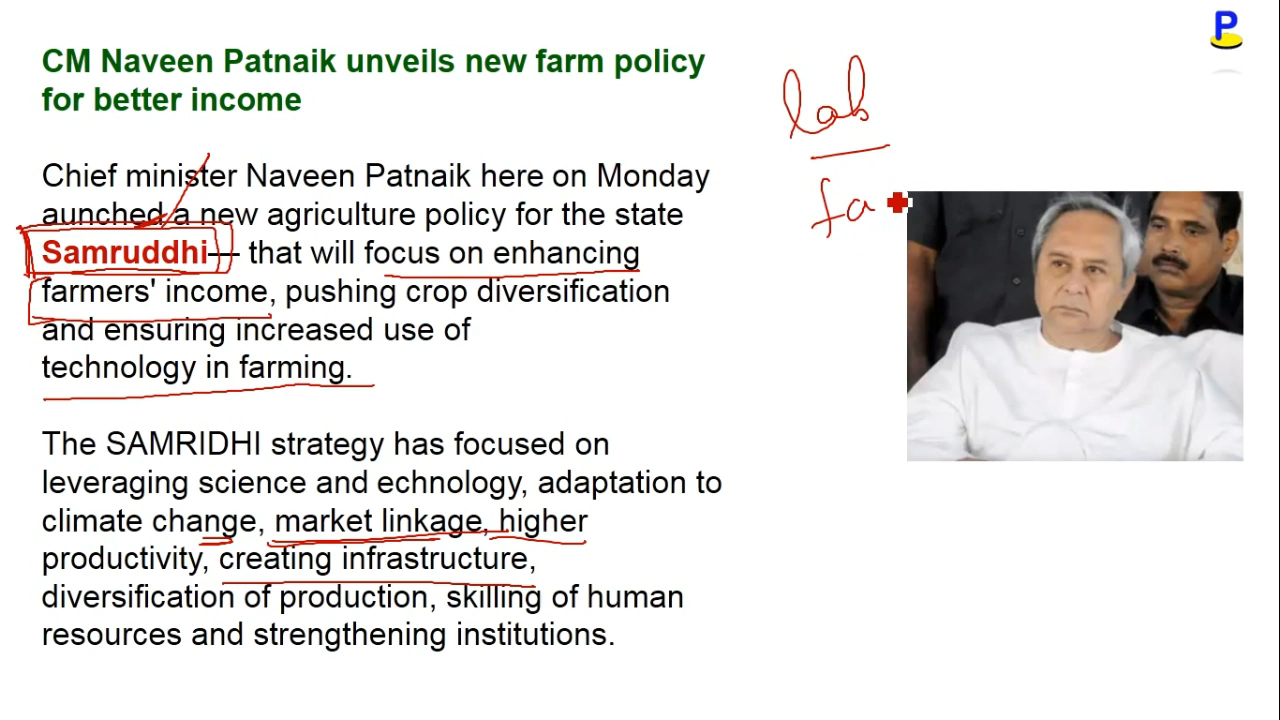 CM Naveen Patnaik unveils new farm policy
for better income
Chief minister Naveen Patnaik here on Monday
aunched a new agriculture policy for the state
Samruddhi— that will focus on enhancing
farmers' income, pushing crop diversification
and ensuring increased use of
technology in farming.
The SAMRIDHI strategy has focused on
leveraging science and echnology, adaptation to
climate change, market linkage, higher
productivity, creating infrastructure,
diversification of production, skilling of human
resources and strengthening institutions.
lab
fa
P